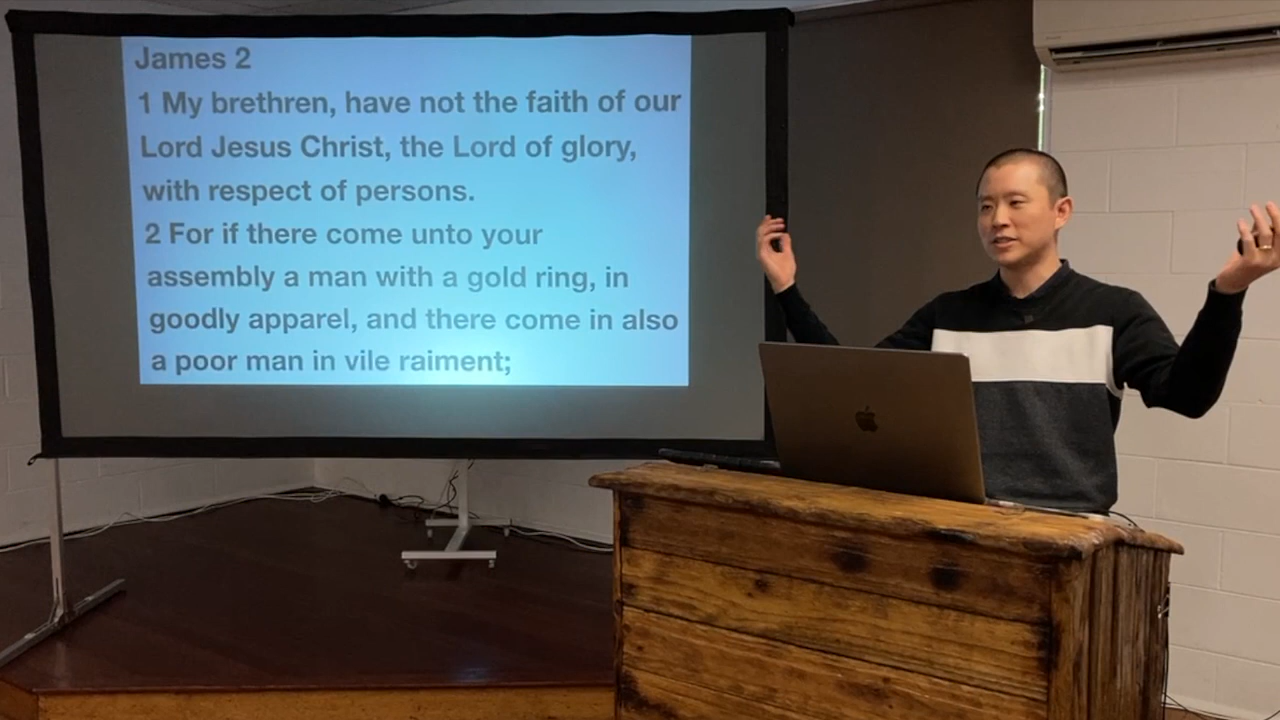 James 2
1 My brethren, have not the faith of our
Lord Jesus Christ, the Lord of glory,
with respect of persons.
2 For if there come unto your
assembly a man with a gold ring, in
goodly apparel, and there come in also
a poor man in vile raiment;